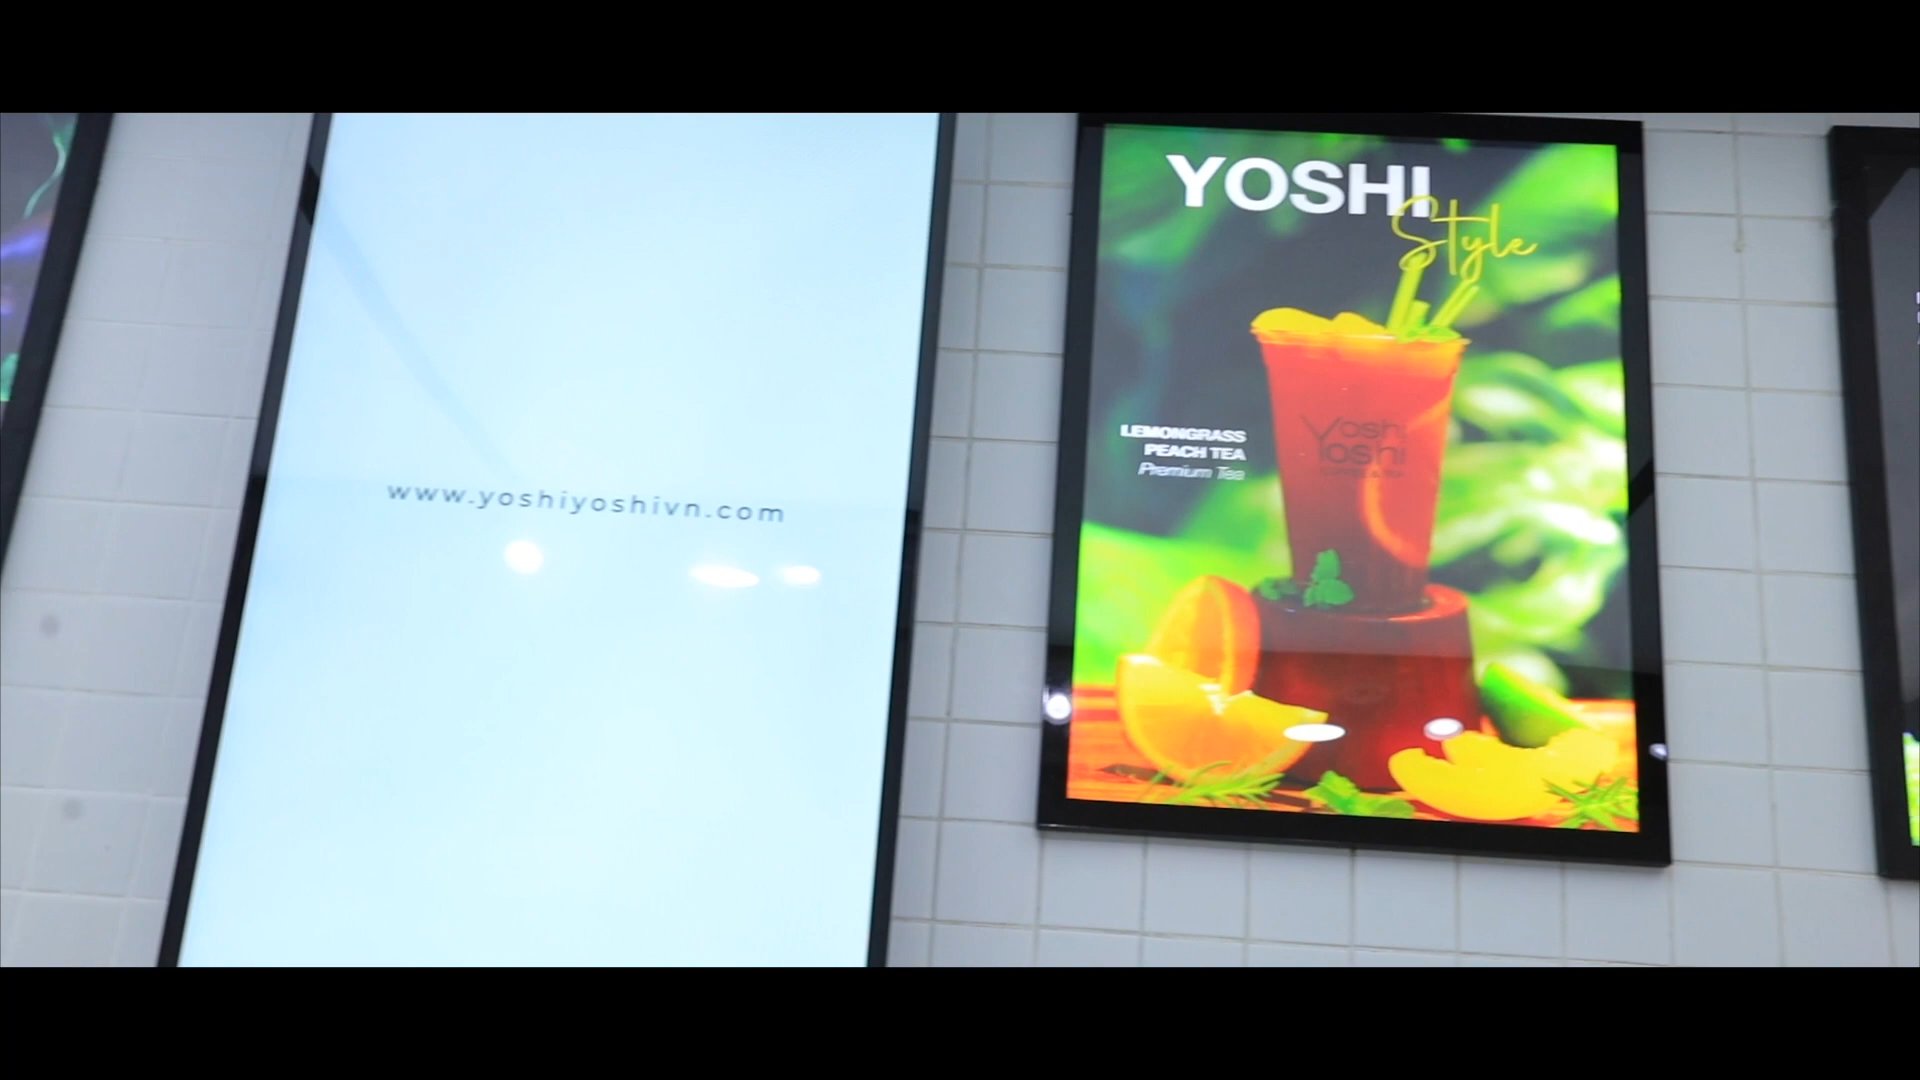 www.yoshiyoshivn.com
YOSHI
Style
LEMONGRASS
PEACH TEA
Premium Tea
Yoshi
Yoshi